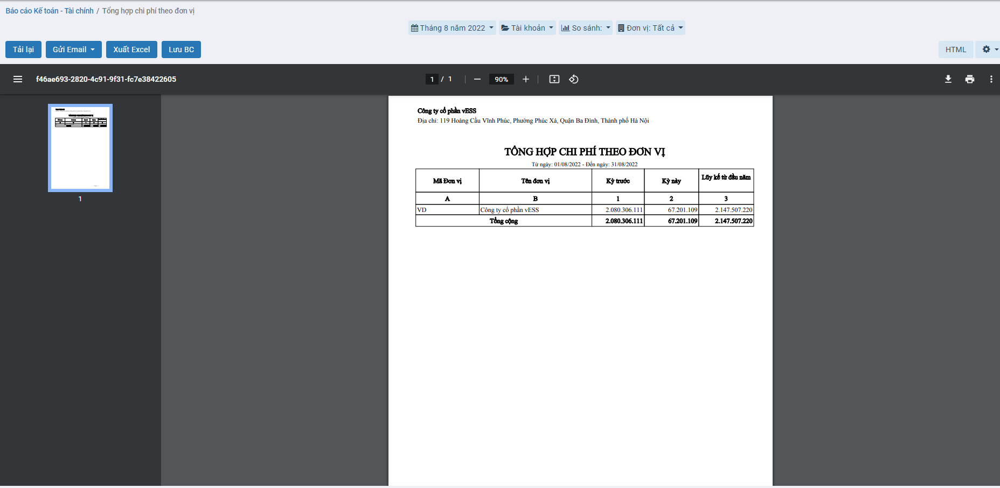 Báo cáo Kế toán - Tài chính / Tổng hợp chi phí theo đơn vị
Tháng 8 năm 2022 Tài khoản So sánh: Đơn vị: Tất cả
Tải lại Gửi Email Xuất Excel Lưu BC HTML
f46ae693-2820-4c91-9f31-fc7e38422605 1 / 1 90%
1
Công ty cổ phần vESS
Địa chỉ: 119 Hoàng Cầu Vĩnh Phúc, Phường Phúc Xá, Quận Ba Đình, Thành phố Hà Nội
TỔNG HỢP CHI PHÍ THEO ĐƠN VỊ
Từ ngày: 01/08/2022 - Đến ngày: 31/08/2022
Mã Đơn vị Tên đơn vị Kỳ trước Kỳ này Lũy kế từ đầu năm
A B 1 2 3
VD Công ty cổ phần vESS 2.080.306.111 67.201.109 2.147.507.220
Tổng cộng 2.080.306.111 67.201.109 2.147.507.220